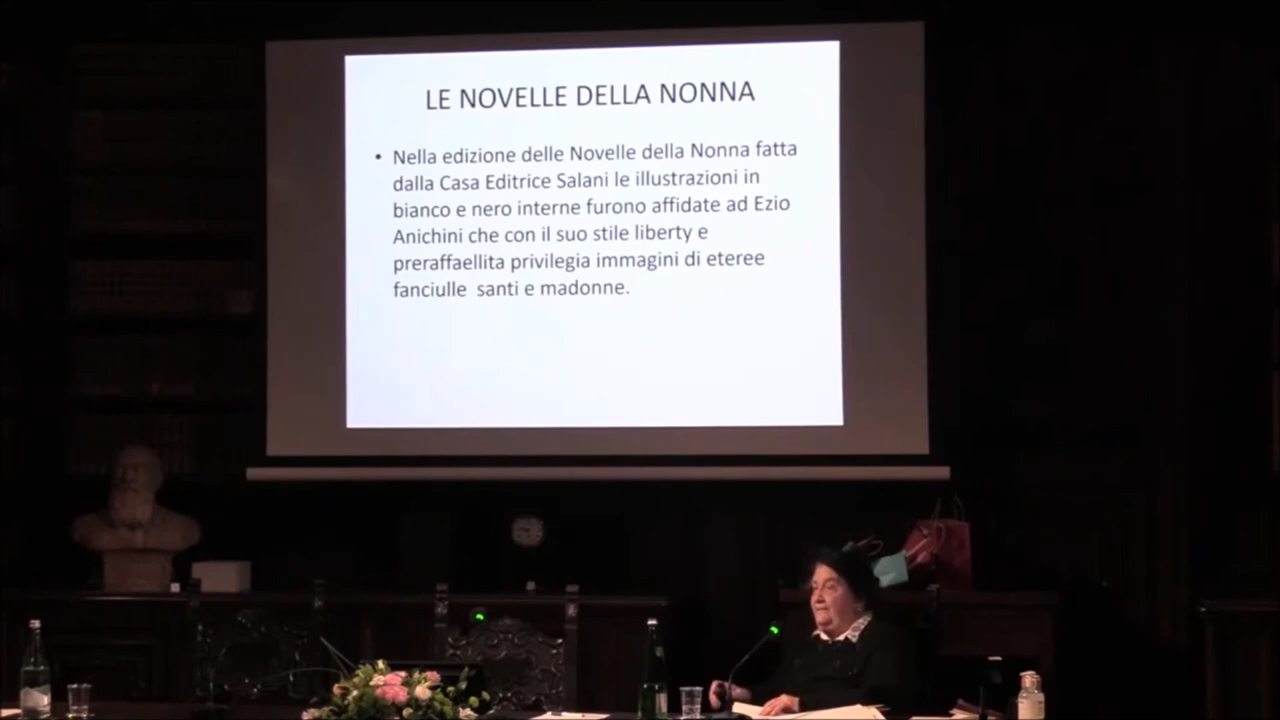 LE NOVELLE DELLA NONNA
• Nella edizione delle Novelle della Nonna fatta
dalla Casa Editrice Salani le illustrazioni in
bianco e nero interne furono affidate ad Ezio
Anichini che con il suo stile liberty e
preraffaellita privilegia immagini di eteree
fanciulle  santi e madonne.